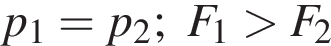 p₁ = p₂; F₁ > F₂